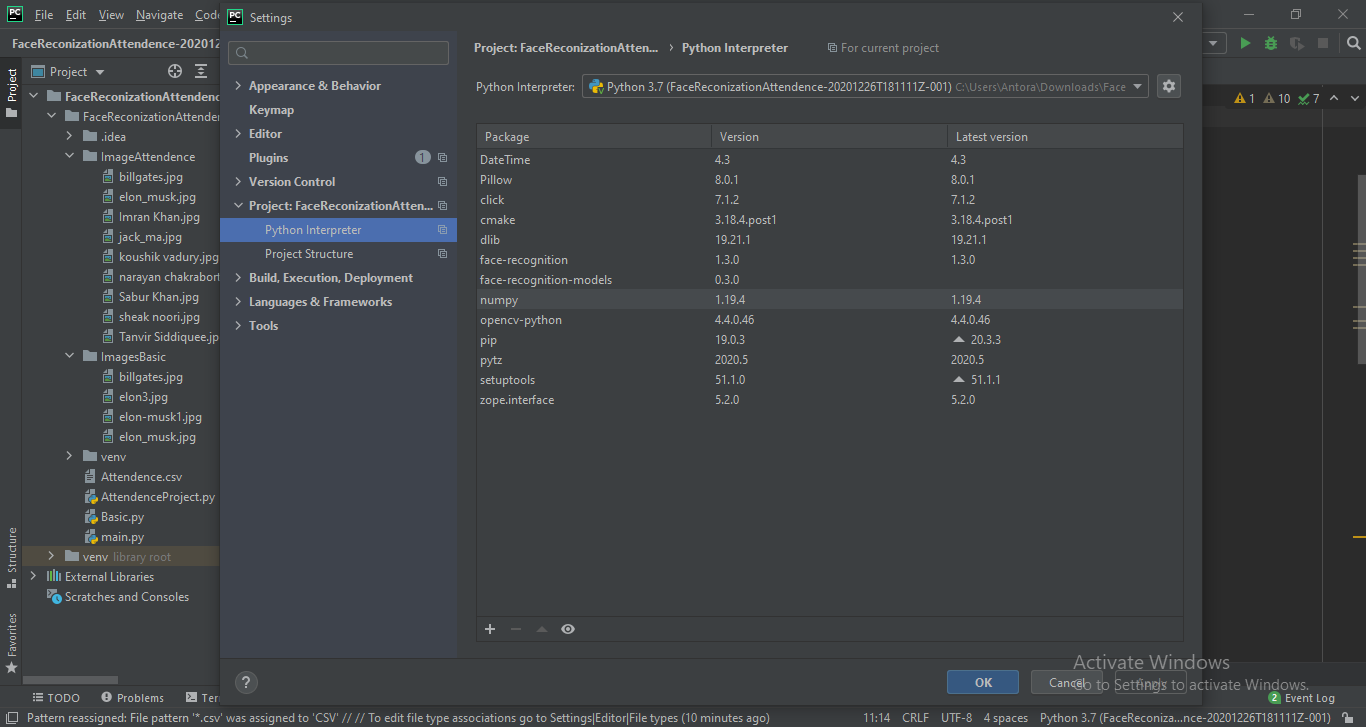 PC File Edit View Navigate Code
PC Settings
FaceReconizationAttendence-20201
Project
Project
FaceReconizationAttendenc
FaceReconizationAttender
.idea
ImageAttendence
billgates.jpg
elon_musk.jpg
Imran Khan.jpg
jack_ma.jpg
koushik vadury.jpg
narayan chakrabort
Sabur Khan.jpg
sheak noori.jpg
Tanvir Siddiquee.jp
ImagesBasic
billgates.jpg
elon3.jpg
elon-musk1.jpg
elon_musk.jpg
venv
Attendence.csv
AttendenceProject.py
Basic.py
main.py
venv library root
External Libraries
Scratches and Consoles
Structure
Favorites
Appearance & Behavior
Keymap
Editor
Plugins 1
Version Control
Project: FaceReconizationAtten...
Python Interpreter
Project Structure
Build, Execution, Deployment
Languages & Frameworks
Tools
Project: FaceReconizationAtten... › Python Interpreter For current project
Python Interpreter: Python 3.7 (FaceReconizationAttendence-20201226T181111Z-001) C:\Users\Antora\Downloads\Face
Package Version Latest version
DateTime 4.3 4.3
Pillow 8.0.1 8.0.1
click 7.1.2 7.1.2
cmake 3.18.4.post1 3.18.4.post1
dlib 19.21.1 19.21.1
face-recognition 1.3.0 1.3.0
face-recognition-models 0.3.0
numpy 1.19.4 1.19.4
opencv-python 4.4.0.46 4.4.0.46
pip 19.0.3 20.3.3
pytz 2020.5 2020.5
setuptools 51.1.0 51.1.1
zope.interface 5.2.0 5.2.0
1 10 7
?
OK Cancel Apply
Activate Windows
Go to Settings to activate Windows.
TODO Problems Ter
2 Event Log
Pattern reassigned: File pattern '*.csv' was assigned to 'CSV' // // To edit file type associations go to Settings|Editor|File types (10 minutes ago) 11:14 CRLF UTF-8 4 spaces Python 3.7 (FaceReconiza...nce-20201226T181111Z-001)